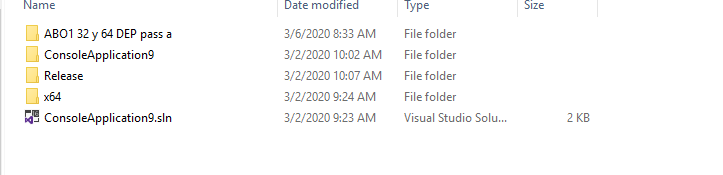 Name Date modified Type Size
ABO1 32 y 64 DEP pass a 3/6/2020 8:33 AM File folder
ConsoleApplication9 3/2/2020 10:02 AM File folder
Release 3/2/2020 10:07 AM File folder
x64 3/2/2020 9:24 AM File folder
ConsoleApplication9.sln 3/2/2020 9:23 AM Visual Studio Solu... 2 KB